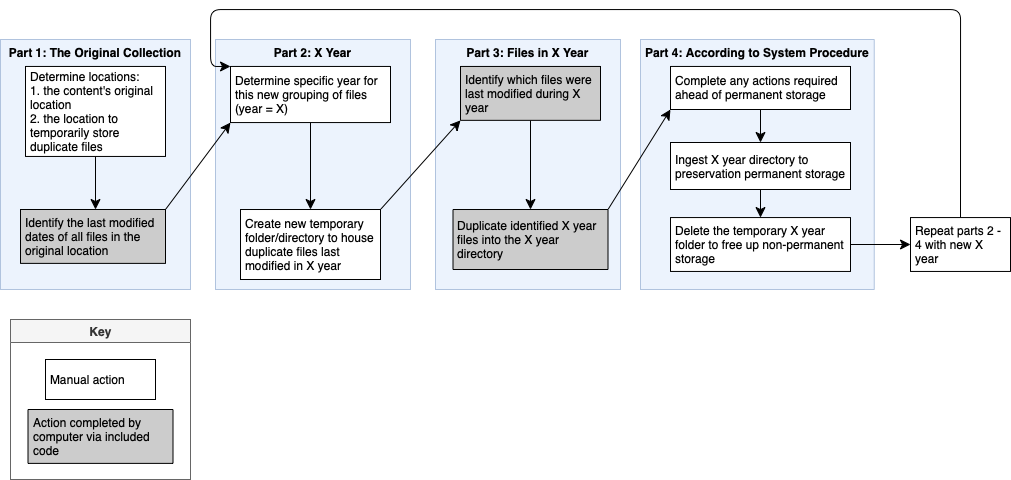 Part 1: The Original Collection
Determine locations:
1. the content's original
location
2. the location to
temporarily store
duplicate files
Identify the last modified
dates of all files in the
original location
Part 2: X Year
Determine specific year for
this new grouping of files
(year = X)
Create new temporary
folder/directory to house
duplicate files last
modified in X year
Part 3: Files in X Year
Identify which files were
last modified during X
year
Duplicate identified X year
files into the X year
directory
Part 4: According to System Procedure
Complete any actions required
ahead of permanent storage
Ingest X year directory to
preservation permanent storage
Delete the temporary X year
folder to free up non-permanent
storage
Repeat parts 2 -
4 with new X
year
Key
Manual action
Action completed by
computer via included
code